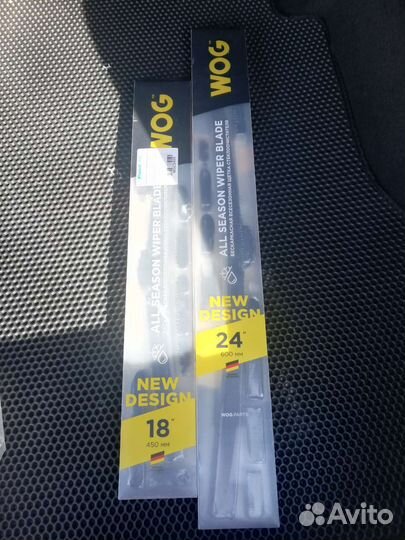 WOG
ALL SEASON WIPER BLADE
NEW
DESIGN
18"
450 мм
WOG
ALL SEASON WIPER BLADE
БЕСКАРКАСНАЯ ВСЕСЕЗОННАЯ ЩЕТКА СТЕКЛООЧИСТИТЕЛЯ
NEW
DESIGN
24"
600 мм
WOG.PARTS
Avito